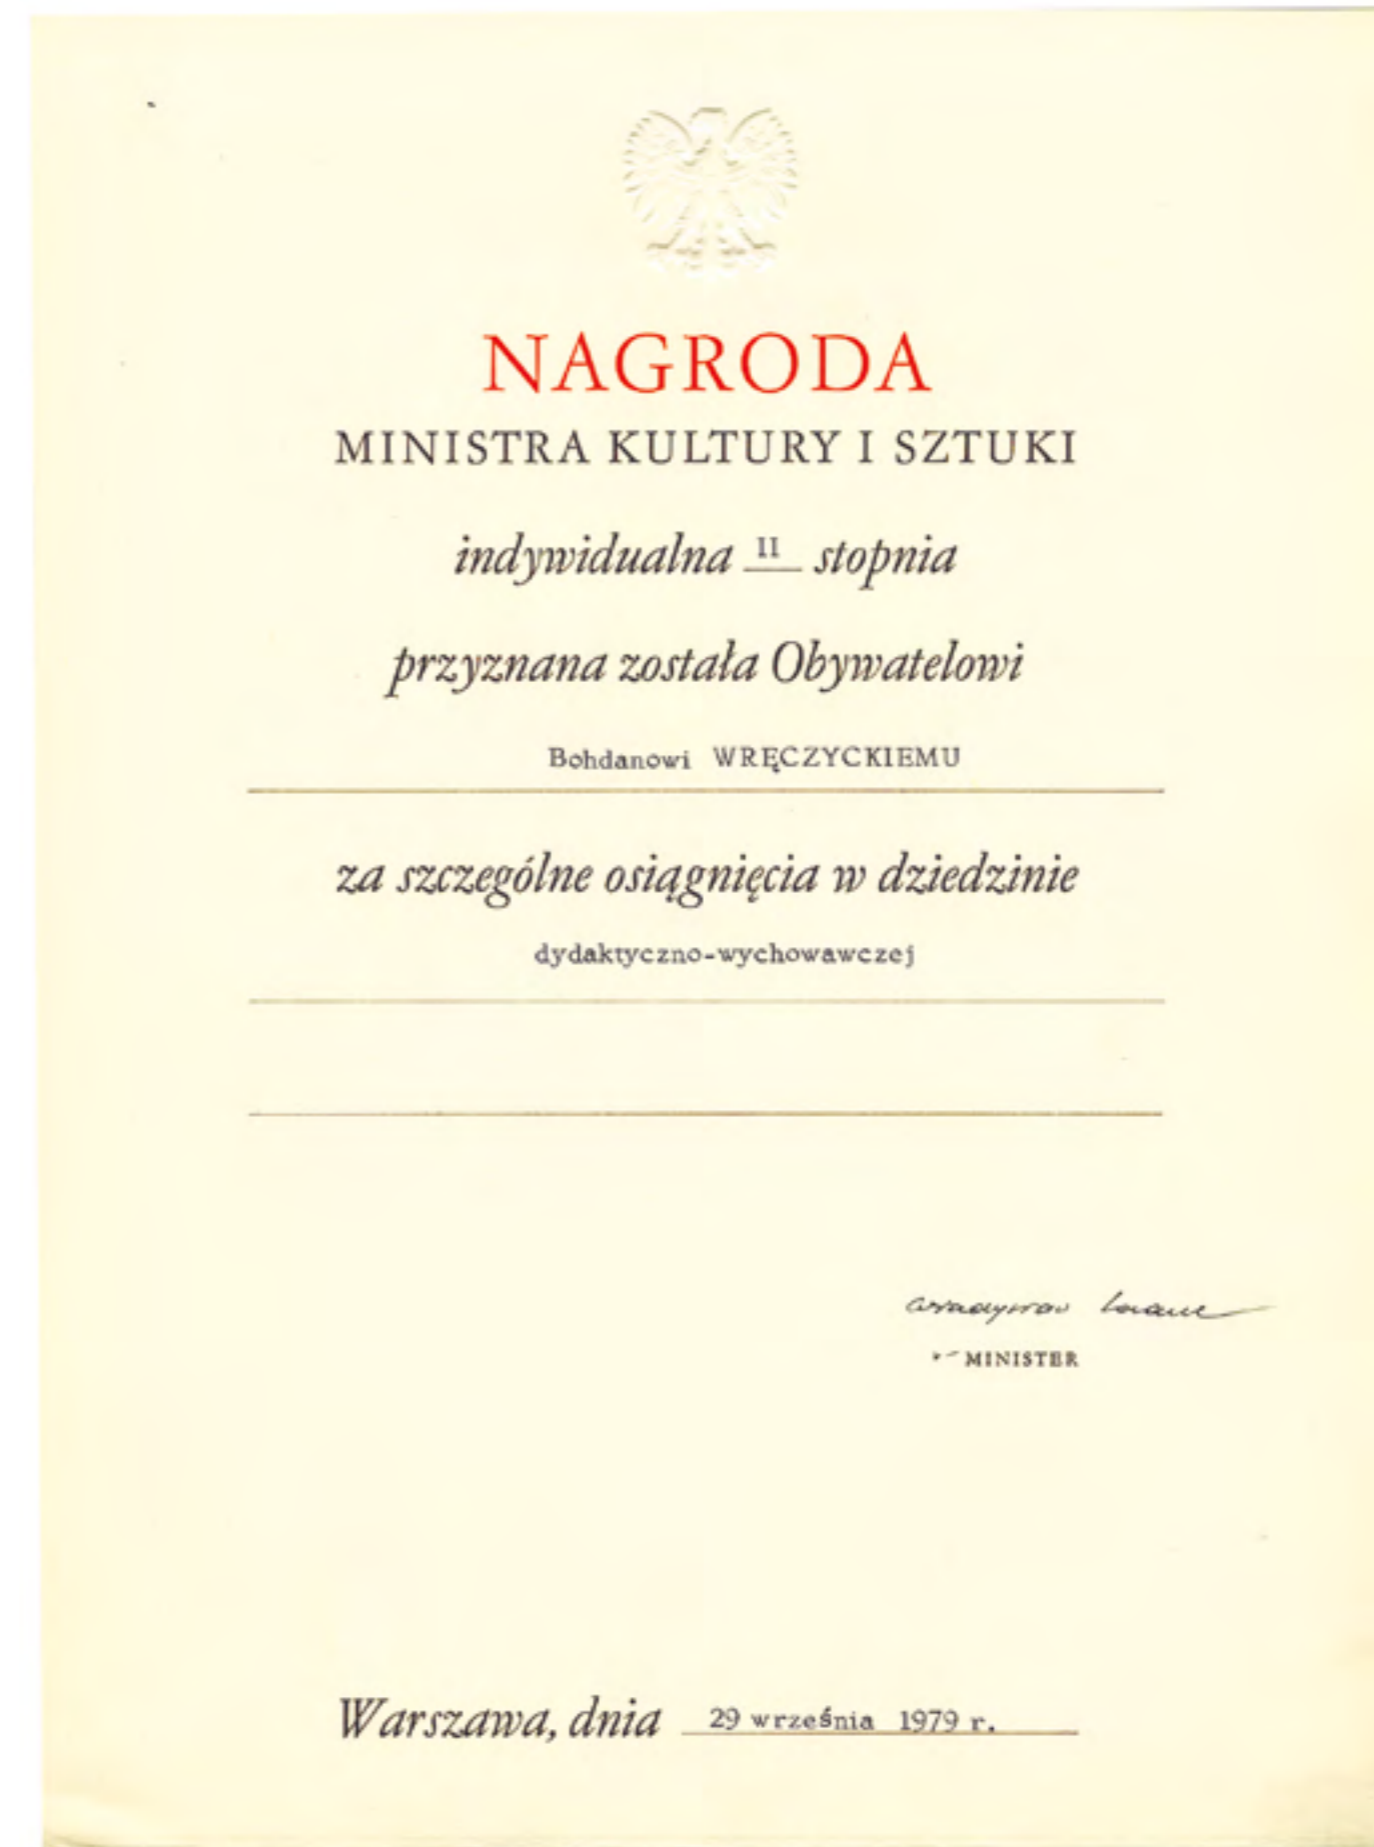 NAGRODA
MINISTRA KULTURY I SZTUKI
indywidualna II stopnia
przyznana została Obywatelowi
Bohdanowi WRĘCZYCKIEMU
za szczególne osiągnięcia w dziedzinie
dydaktyczno-wychowawczej
MINISTER
Warszawa, dnia 29 września 1979 r.